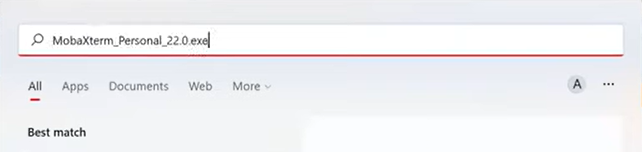 MobaXterm_Personal_22.0.exe
All Apps Documents Web More A ...
Best match